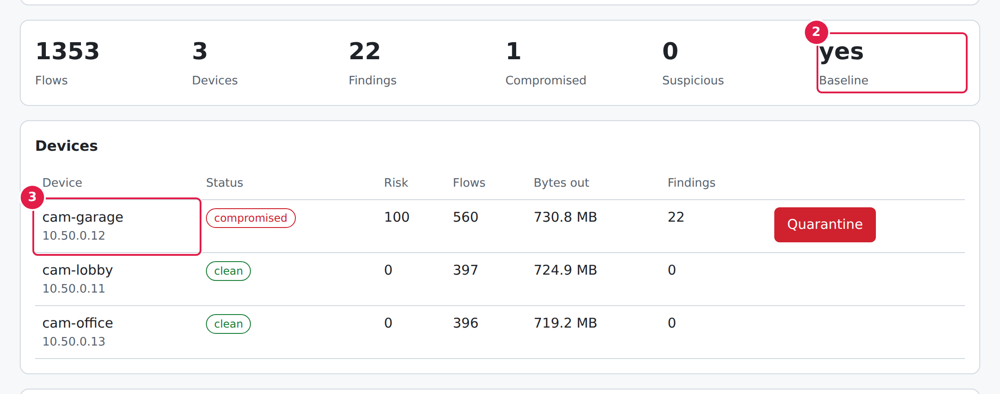 1353 3 22 1 0 2 yes
Flows Devices Findings Compromised Suspicious Baseline
Devices
Device Status Risk Flows Bytes out Findings
3
cam-garage compromised 100 560 730.8 MB 22 Quarantine
10.50.0.12
cam-lobby clean 0 397 724.9 MB 0
10.50.0.11
cam-office clean 0 396 719.2 MB 0
10.50.0.13